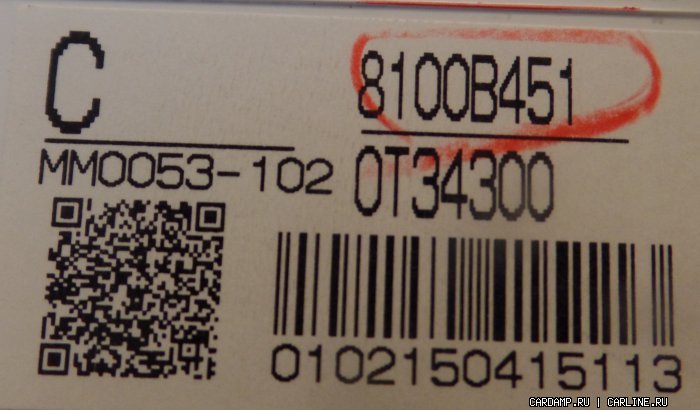 C
8100B451
MM0053-102
0T34300
0102150415113
CARDAMP.RU | CARLINE.RU